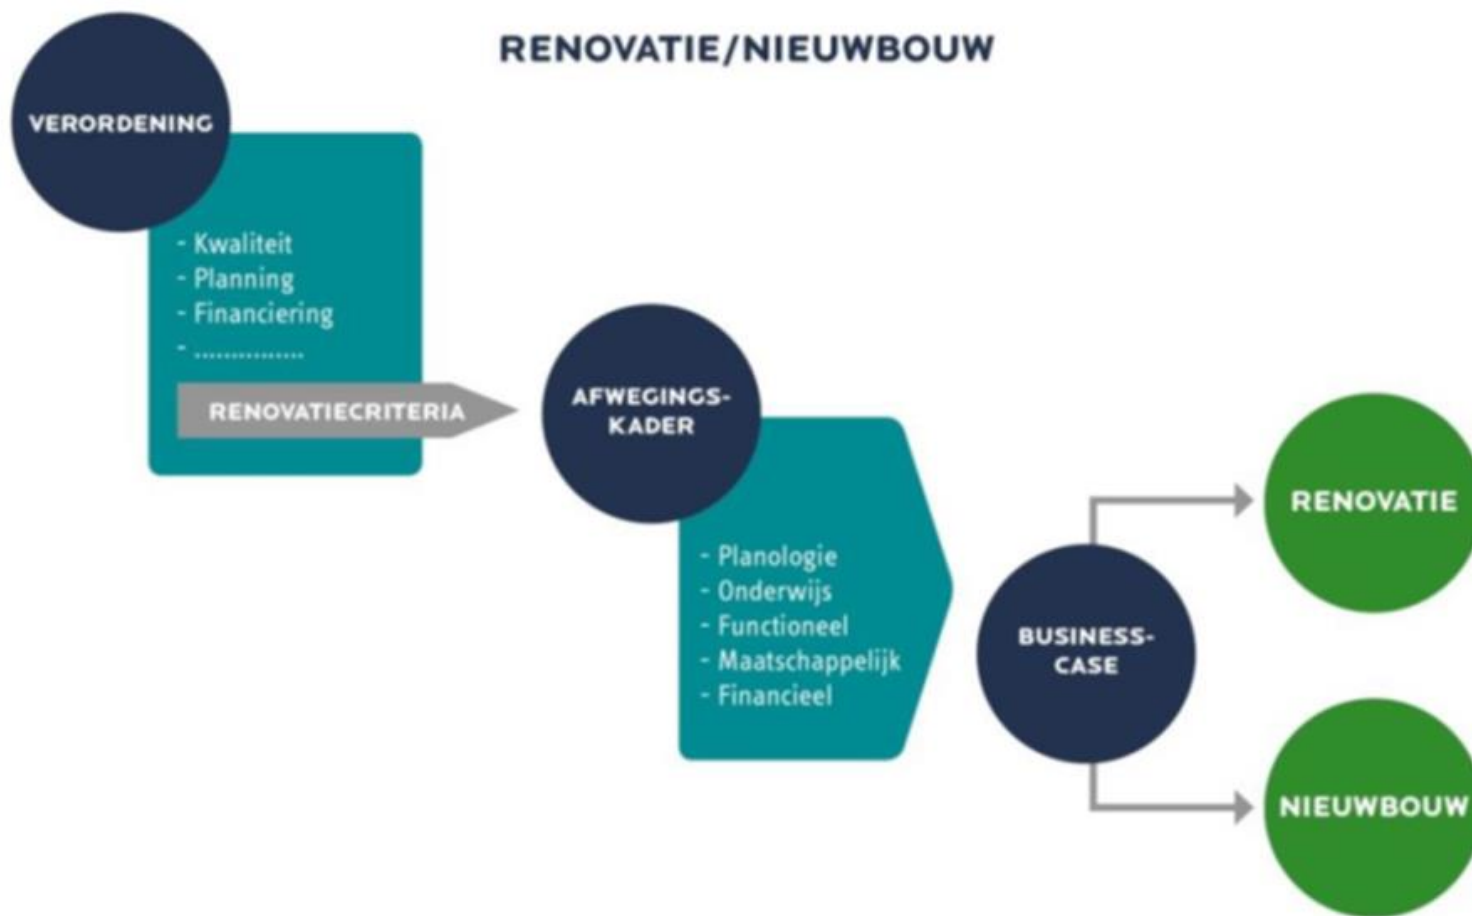 RENOVATIE/NIEUWBOUW
VERORDENING
- Kwaliteit
- Planning
- Financiering
- ...............
RENOVATIECRITERIA
AFWEGINGS-
KADER
- Planologie
- Onderwijs
- Functioneel
- Maatschappelijk
- Financieel
BUSINESS-
CASE
RENOVATIE
NIEUWBOUW